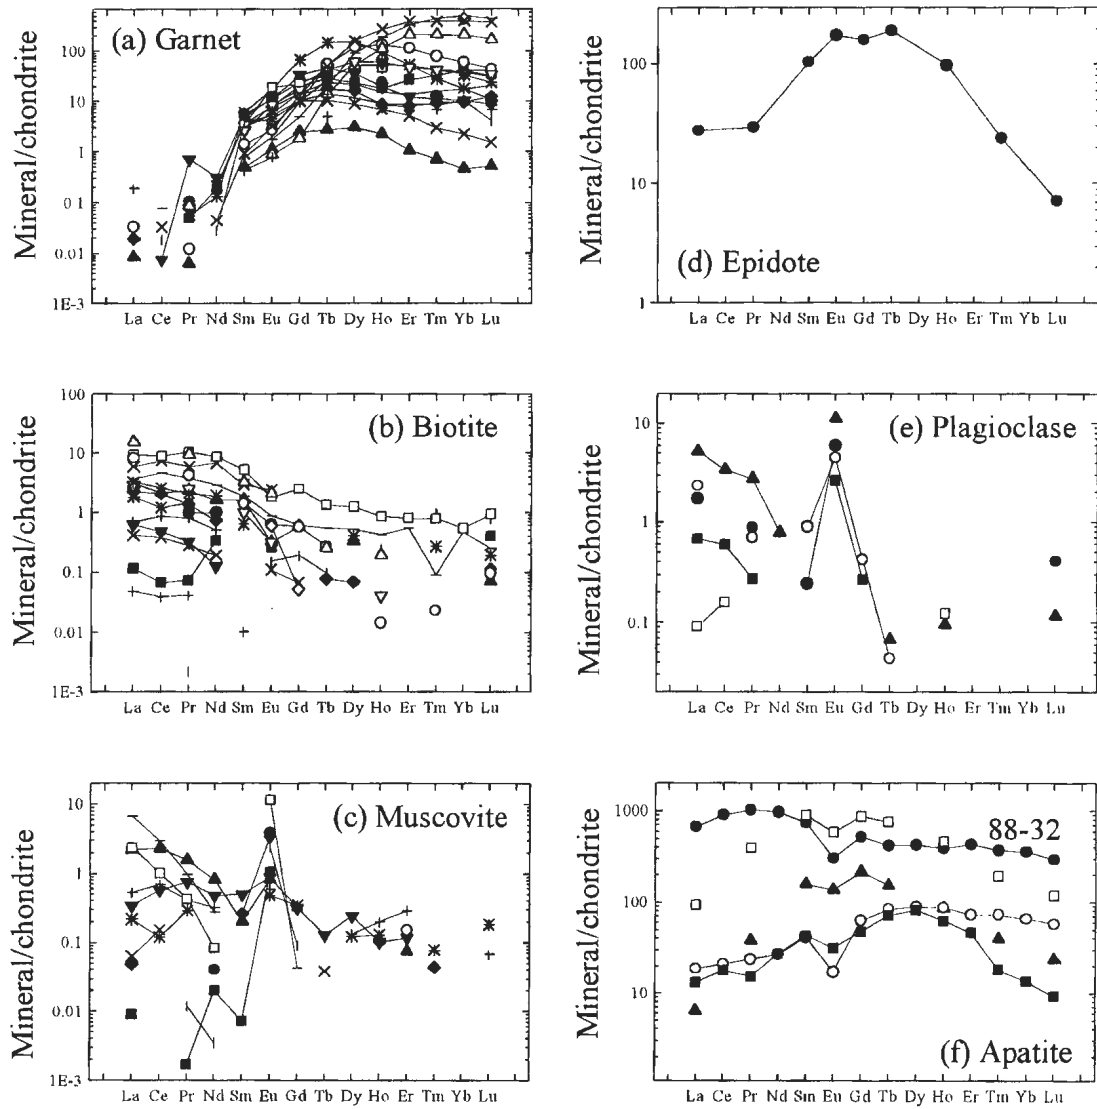 (a) Garnet
Mineral/chondrite
100
10
1
0.1
0.01
1E-3
La Ce Pr Nd Sm Eu Gd Tb Dy Ho Er Tm Yb Lu
(d) Epidote
Mineral/chondrite
100
10
1
La Ce Pr Nd Sm Eu Gd Tb Dy Ho Er Tm Yb Lu
(b) Biotite
Mineral/chondrite
100
10
1
0.1
0.01
1E-3
La Ce Pr Nd Sm Eu Gd Tb Dy Ho Er Tm Yb Lu
(e) Plagioclase
Mineral/chondrite
10
1
0.1
La Ce Pr Nd Sm Eu Gd Tb Dy Ho Er Tm Yb Lu
(c) Muscovite
Mineral/chondrite
10
1
0.1
0.01
1E-3
La Ce Pr Nd Sm Eu Gd Tb Dy Ho Er Tm Yb Lu
88-32
(f) Apatite
Mineral/chondrite
1000
100
10
La Ce Pr Nd Sm Eu Gd Tb Dy Ho Er Tm Yb Lu